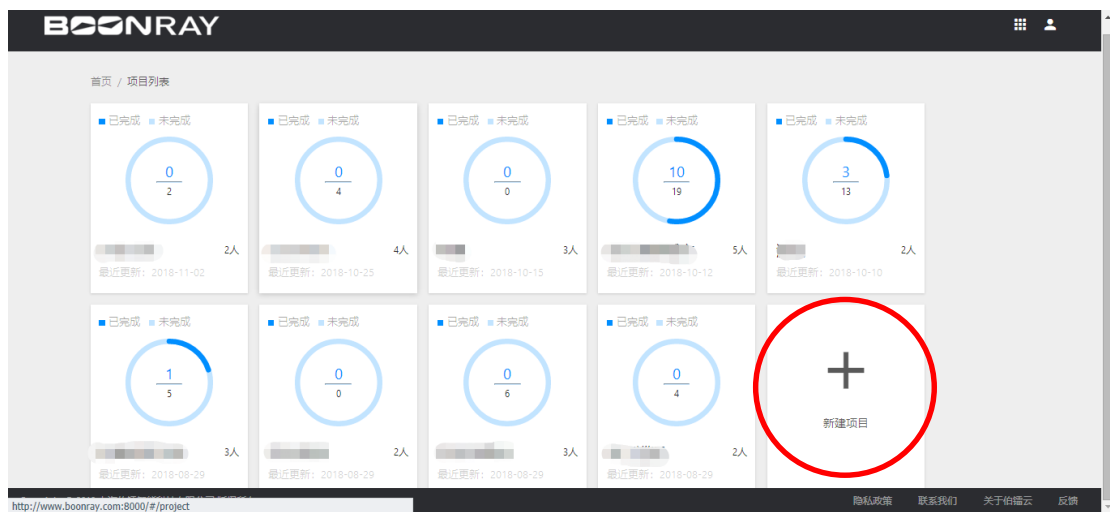 BOONRAY
首页 / 项目列表
已完成 未完成
0
2
2人
最近更新：2018-11-02
已完成 未完成
0
4
4人
最近更新：2018-10-25
已完成 未完成
0
0
3人
最近更新：2018-10-15
已完成 未完成
10
19
5人
最近更新：2018-10-12
已完成 未完成
3
13
2人
最近更新：2018-10-10
已完成 未完成
1
5
3人
最近更新：2018-08-29
已完成 未完成
0
0
2人
最近更新：2018-08-29
已完成 未完成
0
6
3人
最近更新：2018-08-29
已完成 未完成
0
4
2人
最近更新：2018-08-29
新建项目
隐私政策 联系我们 关于伯镭云 反馈
http://www.boonray.com:8000/#/project